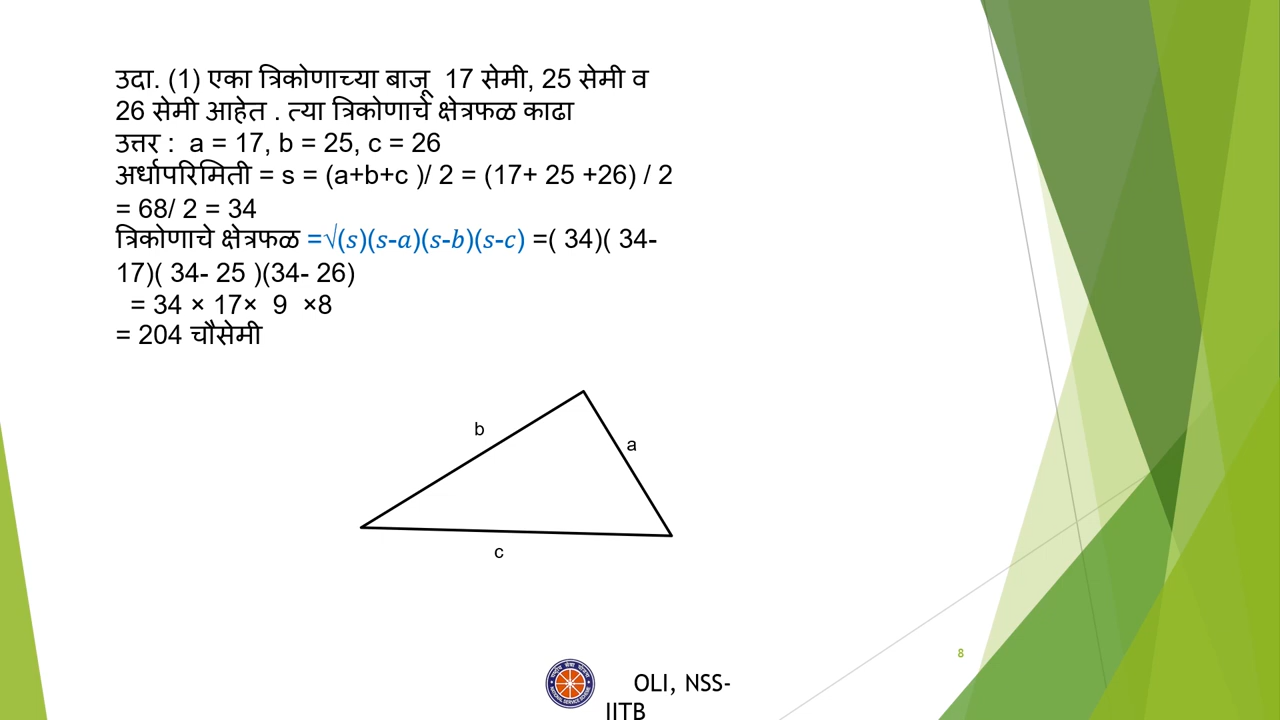 उदा. (1) एका त्रिकोणाच्या बाजू 17 सेमी, 25 सेमी व
26 सेमी आहेत . त्या त्रिकोणाचे क्षेत्रफळ काढा
उत्तर : a = 17, b = 25, c = 26
अर्धापरिमिती = s = (a+b+c )/ 2 = (17+ 25 +26) / 2
= 68/ 2 = 34
त्रिकोणाचे क्षेत्रफळ =√(s)(s-a)(s-b)(s-c) =( 34)( 34-
17)( 34- 25 )(34- 26)
= 34 × 17× 9 ×8
= 204 चौसेमी
b
a
c
8
OLI, NSS-
IITB